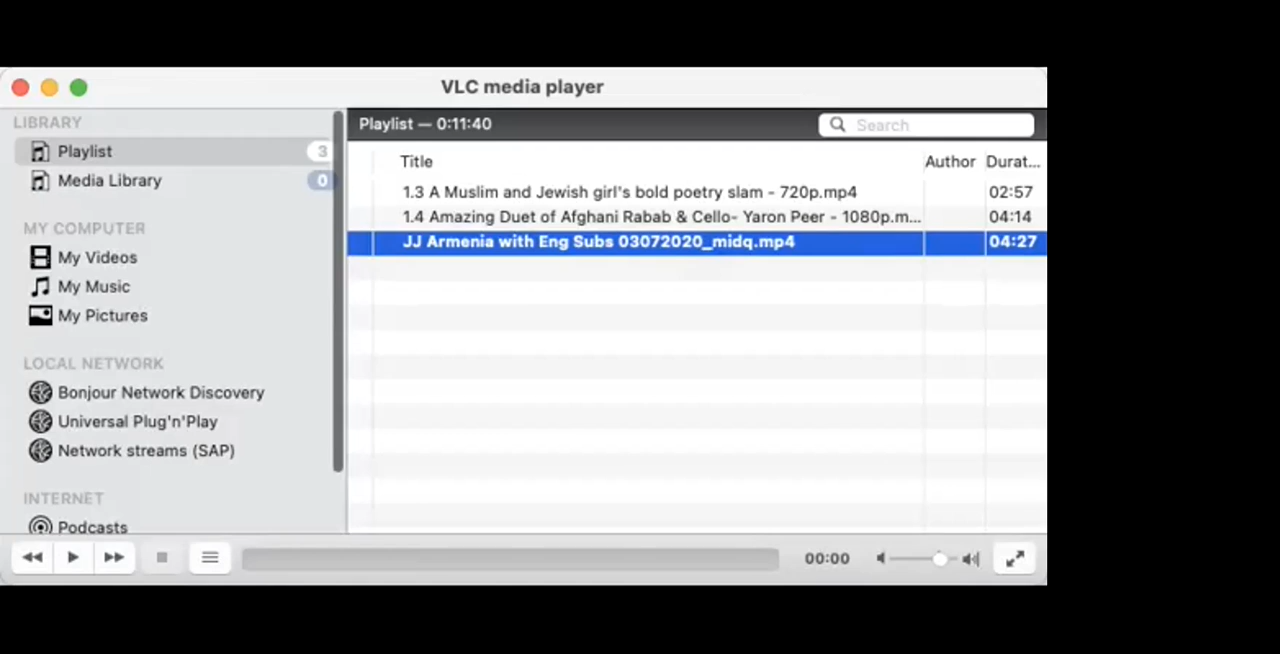 VLC media player
LIBRARY
Playlist 3
Media Library 0
MY COMPUTER
My Videos
My Music
My Pictures
LOCAL NETWORK
Bonjour Network Discovery
Universal Plug'n'Play
Network streams (SAP)
INTERNET
Podcasts
Playlist — 0:11:40
Search
Title Author Durat...
1.3 A Muslim and Jewish girl's bold poetry slam - 720p.mp4 02:57
1.4 Amazing Duet of Afghani Rabab & Cello- Yaron Peer - 1080p.m... 04:14
JJ Armenia with Eng Subs 03072020_midq.mp4 04:27
00:00